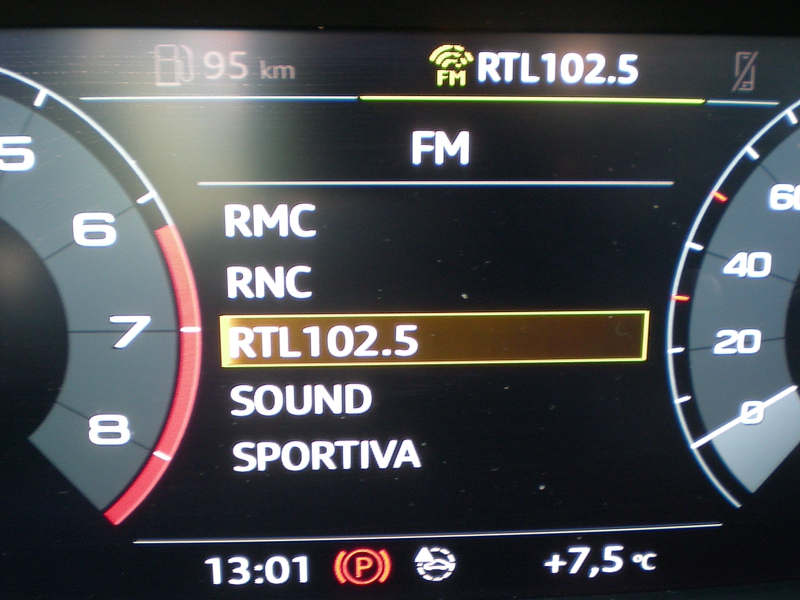 95 km
FM RTL102.5
FM
RMC
RNC
RTL102.5
SOUND
SPORTIVA
13:01 P +7,5 °C
5
6
7
8
60
40
20
0